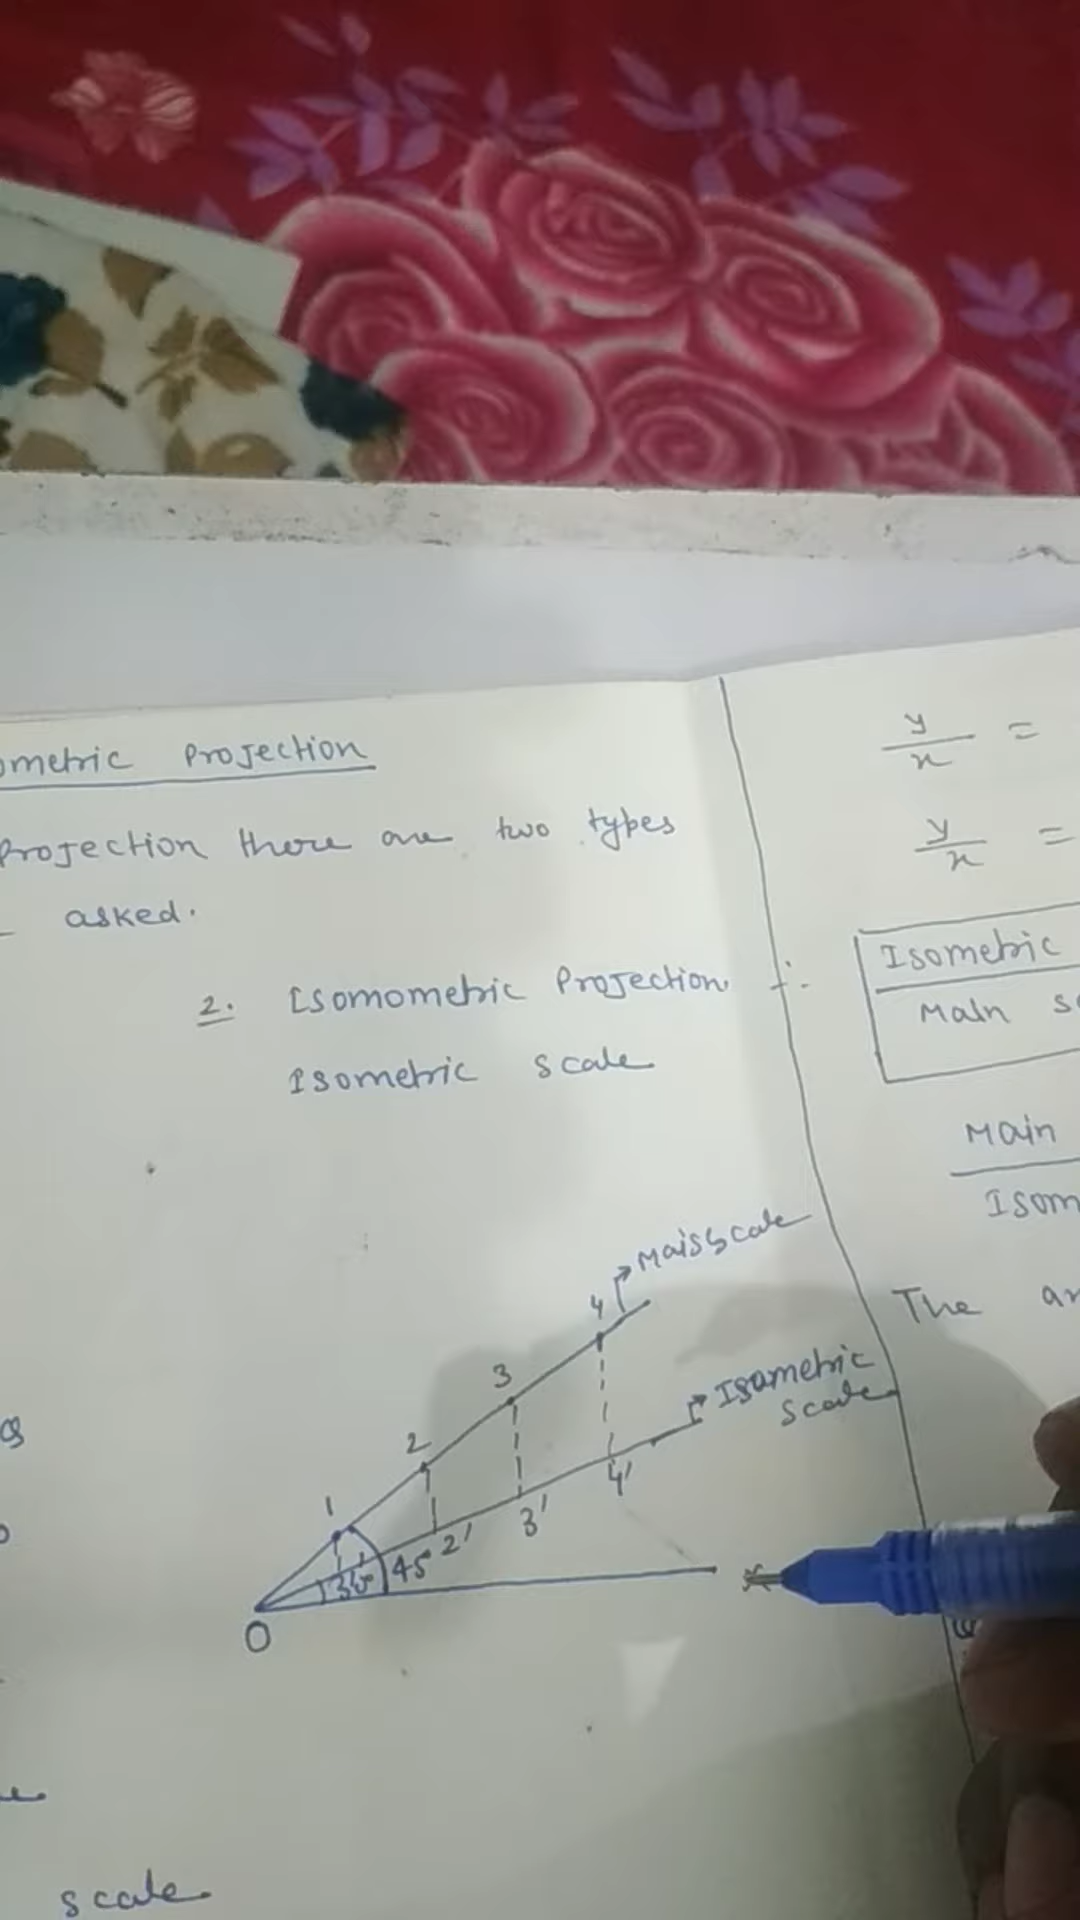 ometric Projection
Projection there are two types
asked.
2. Isomometric Projection
Isometric scale
Maisscale
4
3
Isometric
scale
2
1
4'
3'
2'
45°
30°
O
scale
y/x =
y/x =
Isometric
Main
Main
Isom
The